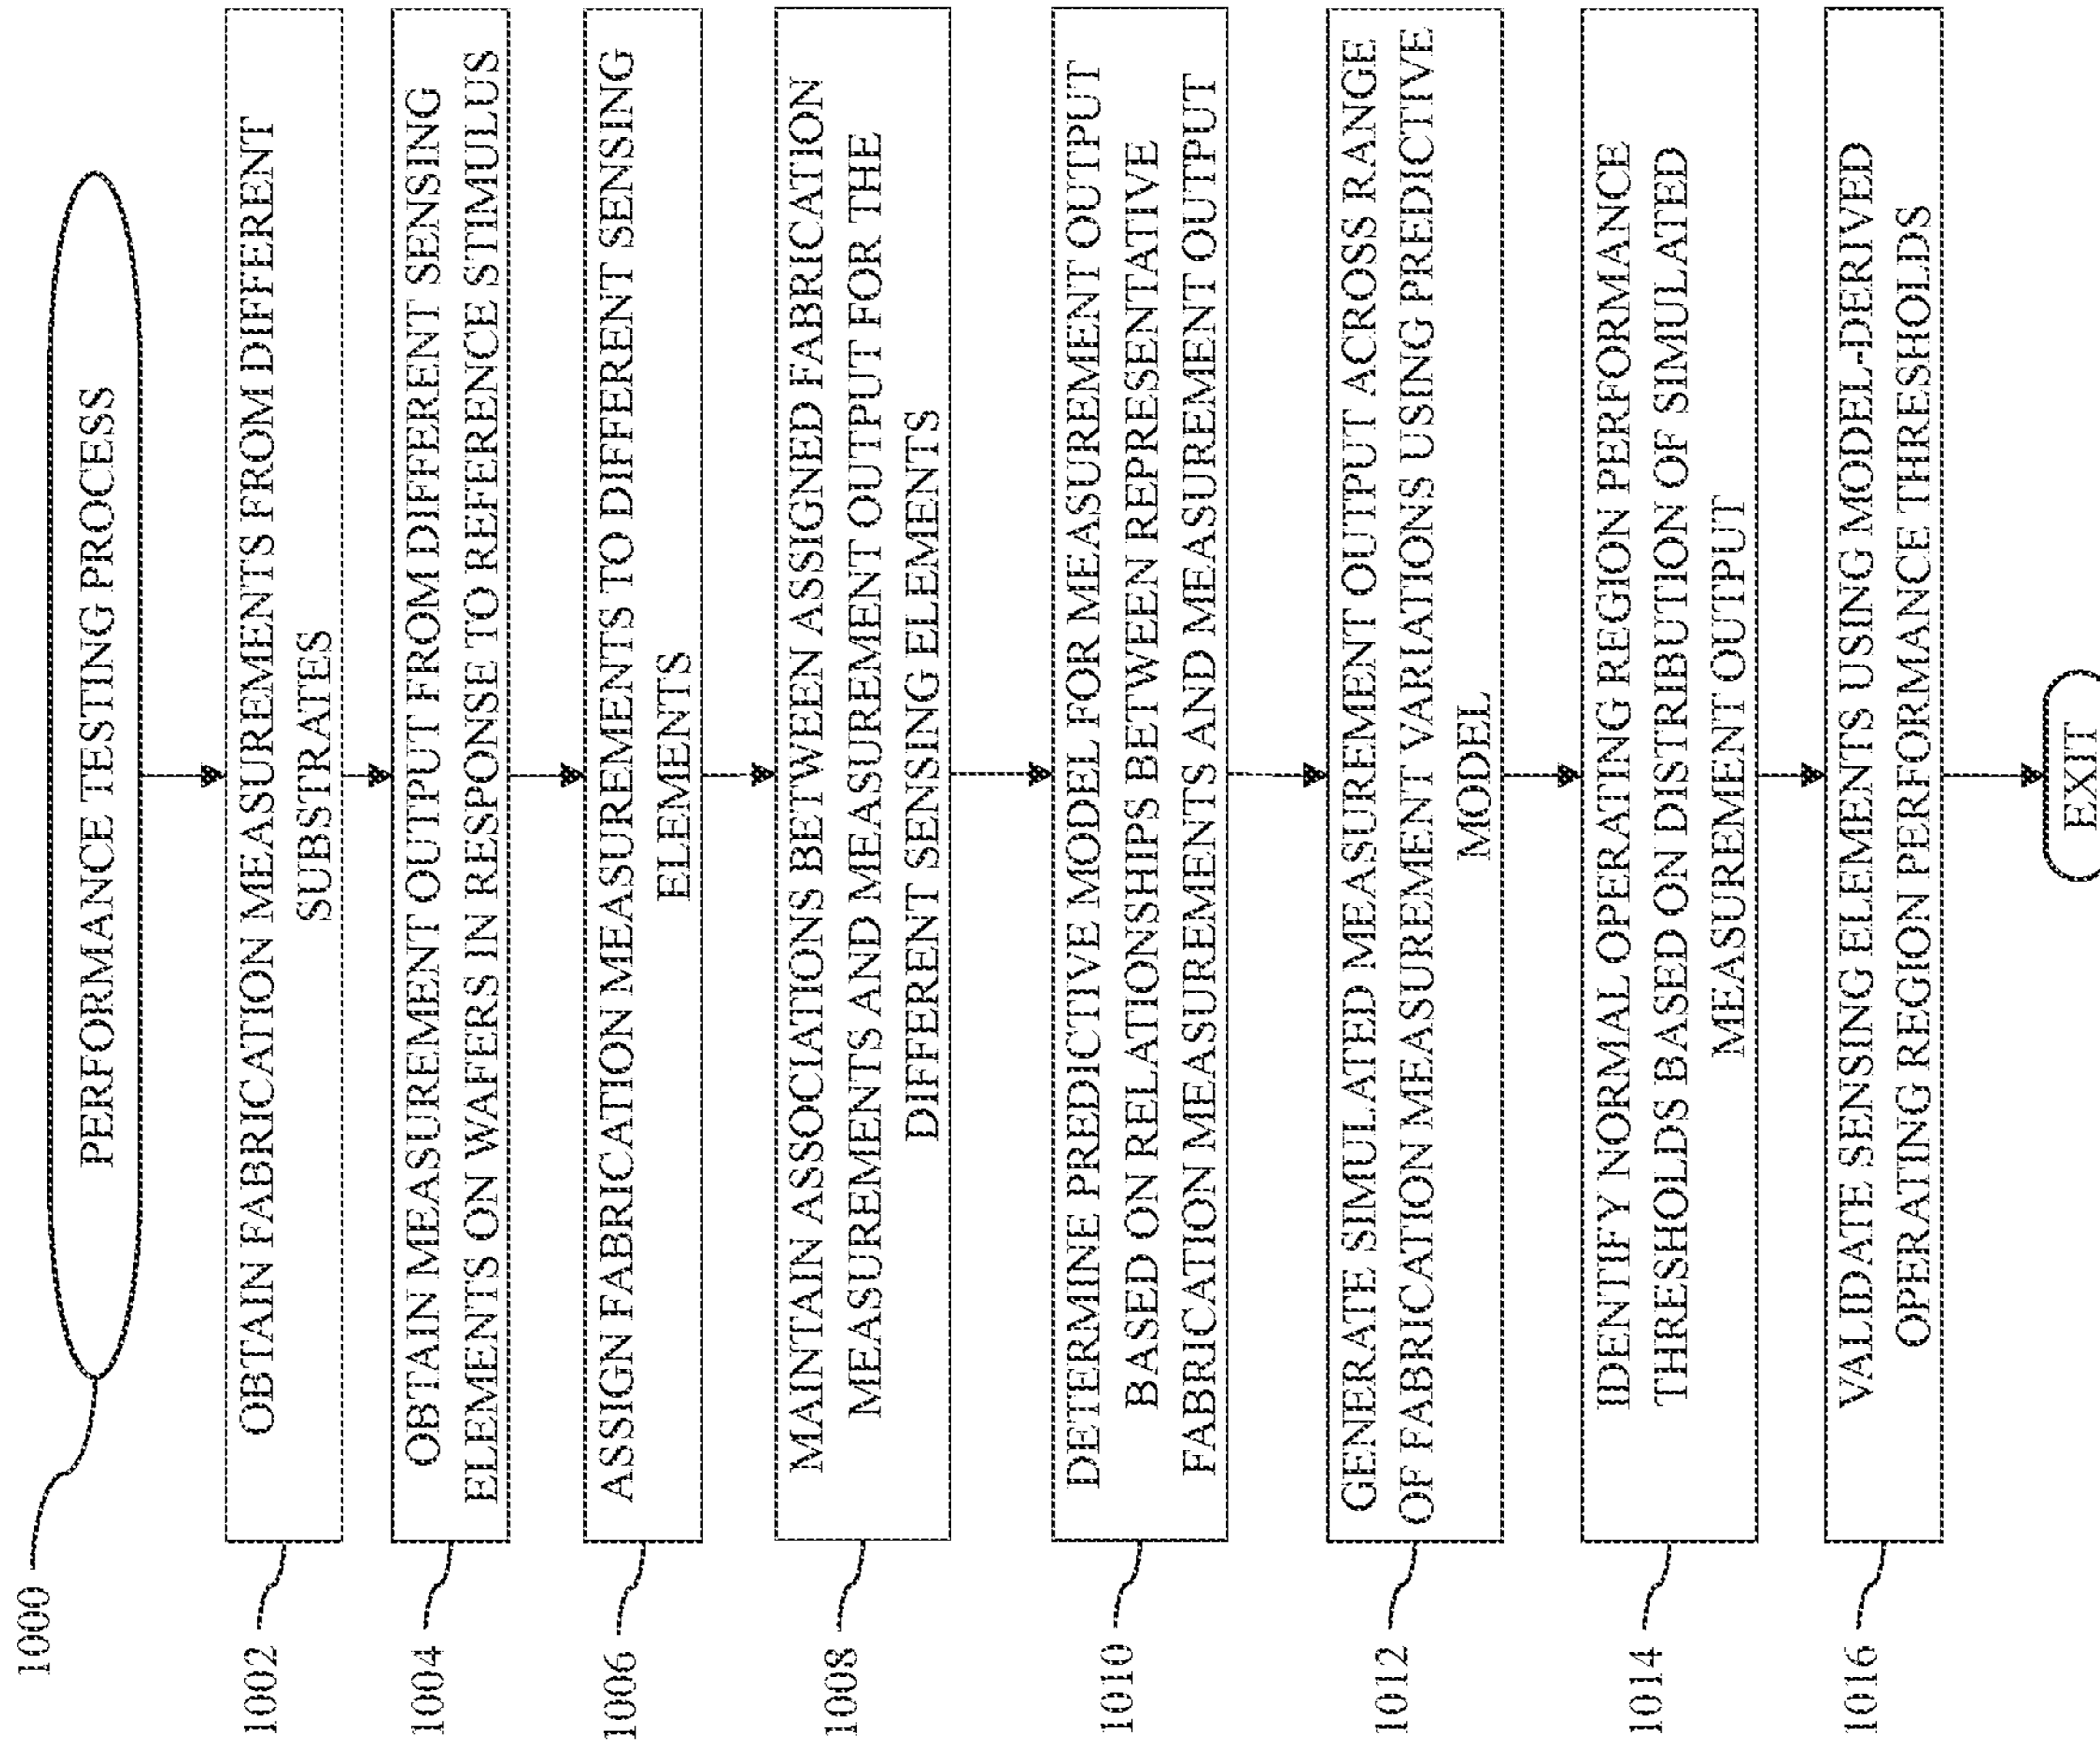 1000
PERFORMANCE TESTING PROCESS
1002
OBTAIN FABRICATION MEASUREMENTS FROM DIFFERENT
SUBSTRATES
1004
OBTAIN MEASUREMENT OUTPUT FROM DIFFERENT SENSING
ELEMENTS ON WAFERS IN RESPONSE TO REFERENCE STIMULUS
1006
ASSIGN FABRICATION MEASUREMENTS TO DIFFERENT SENSING
ELEMENTS
1008
MAINTAIN ASSOCIATIONS BETWEEN ASSIGNED FABRICATION
MEASUREMENTS AND MEASUREMENT OUTPUT FOR THE
DIFFERENT SENSING ELEMENTS
1010
DETERMINE PREDICTIVE MODEL FOR MEASUREMENT OUTPUT
BASED ON RELATIONSHIPS BETWEEN REPRESENTATIVE
FABRICATION MEASUREMENTS AND MEASUREMENT OUTPUT
1012
GENERATE SIMULATED MEASUREMENT OUTPUT ACROSS RANGE
OF FABRICATION MEASUREMENT VARIATIONS USING PREDICTIVE
MODEL
1014
IDENTIFY NORMAL OPERATING REGION PERFORMANCE
THRESHOLDS BASED ON DISTRIBUTION OF SIMULATED
MEASUREMENT OUTPUT
1016
VALIDATE SENSING ELEMENTS USING MODEL-DERIVED
OPERATING REGION PERFORMANCE THRESHOLDS
EXIT